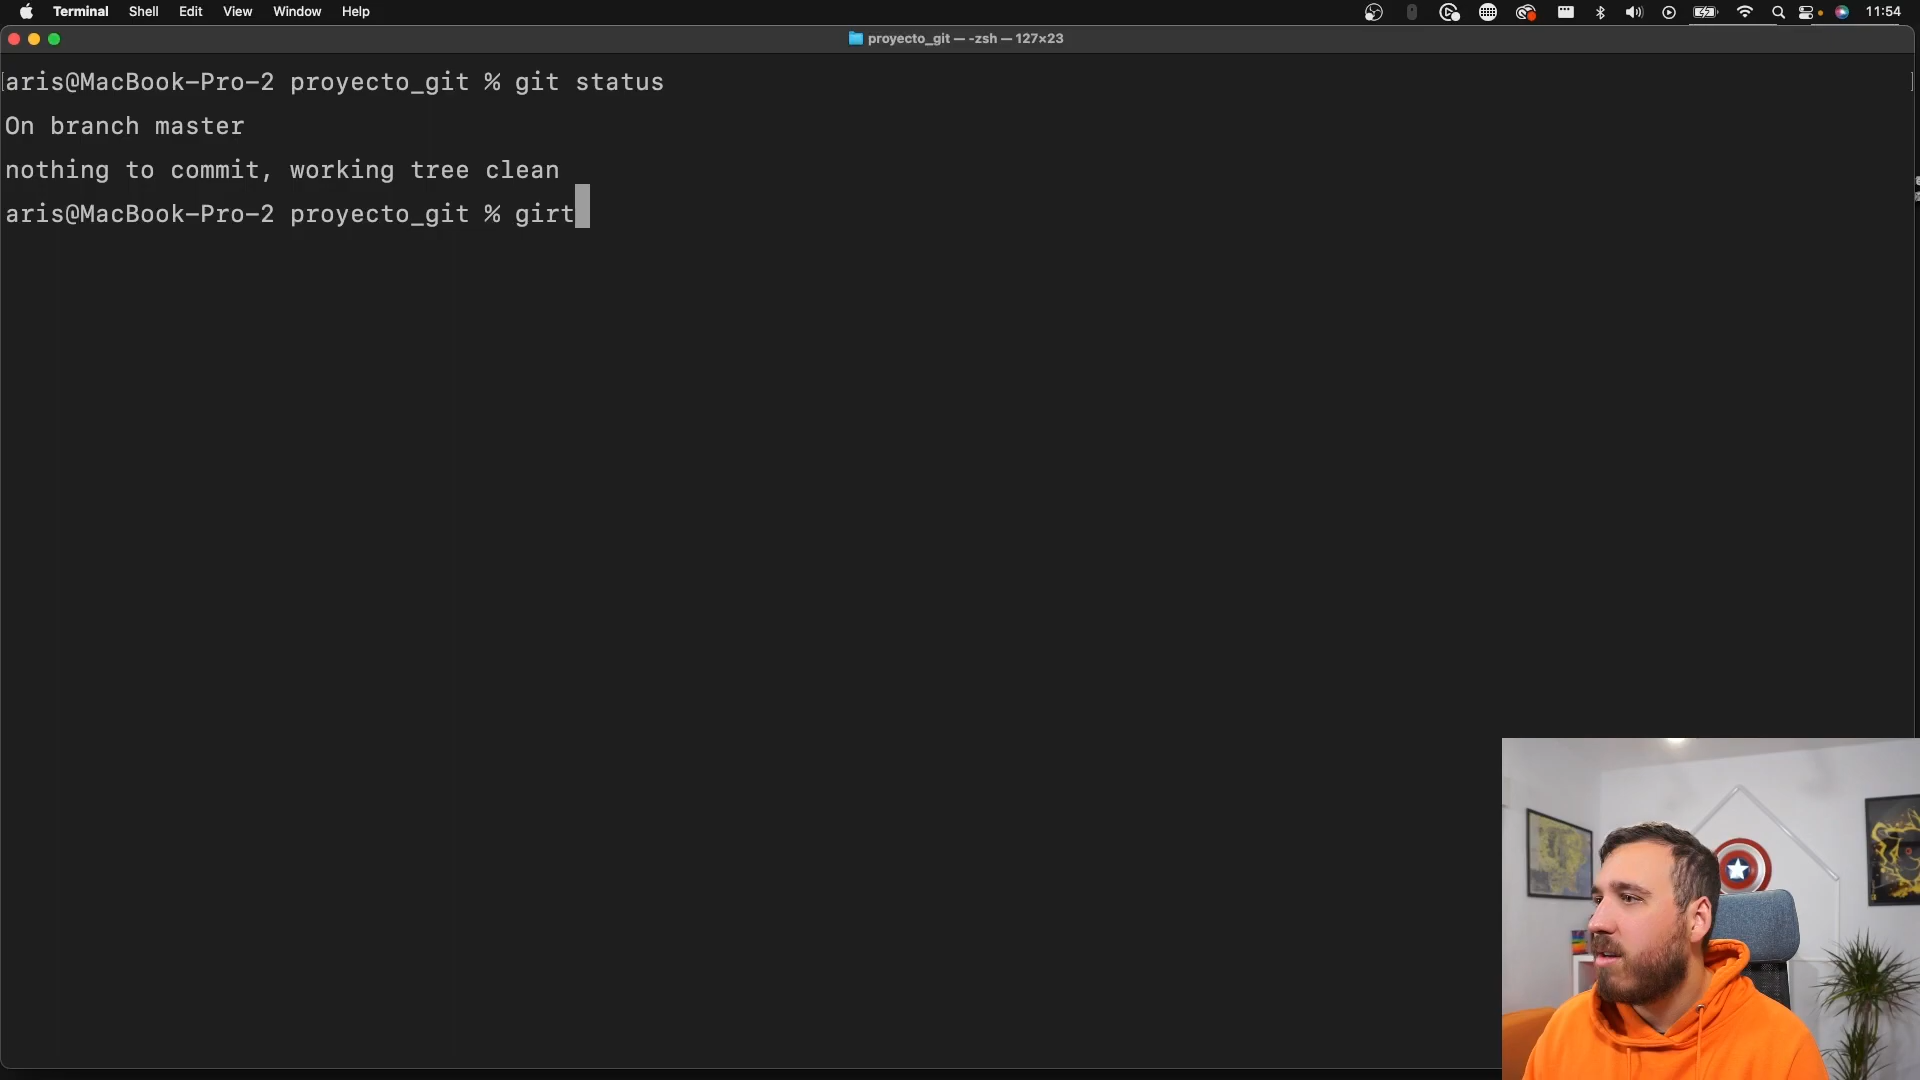 Terminal Shell Edit View Window Help 11:54
proyecto_git — -zsh — 127×23
aris@MacBook-Pro-2 proyecto_git % git status
On branch master
nothing to commit, working tree clean
aris@MacBook-Pro-2 proyecto_git % girt